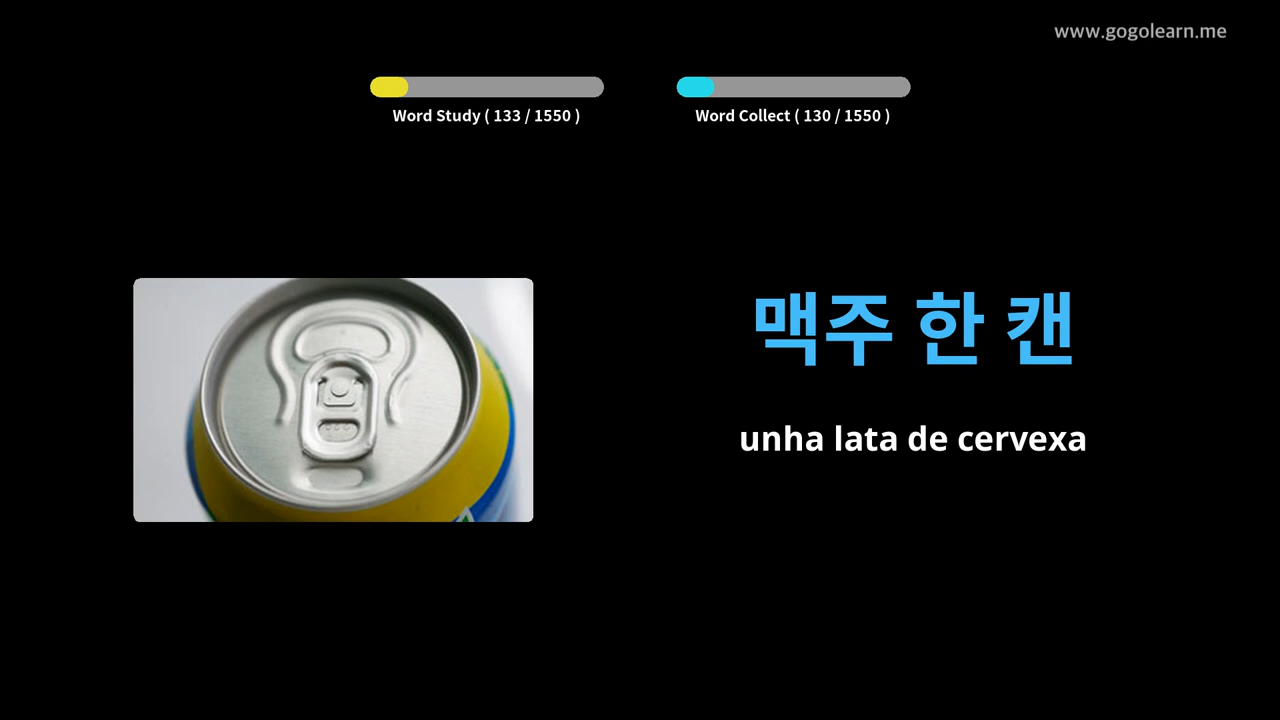 www.gogolearn.me
Word Study ( 133 / 1550 )
Word Collect ( 130 / 1550 )
맥주 한 캔
unha lata de cervexa